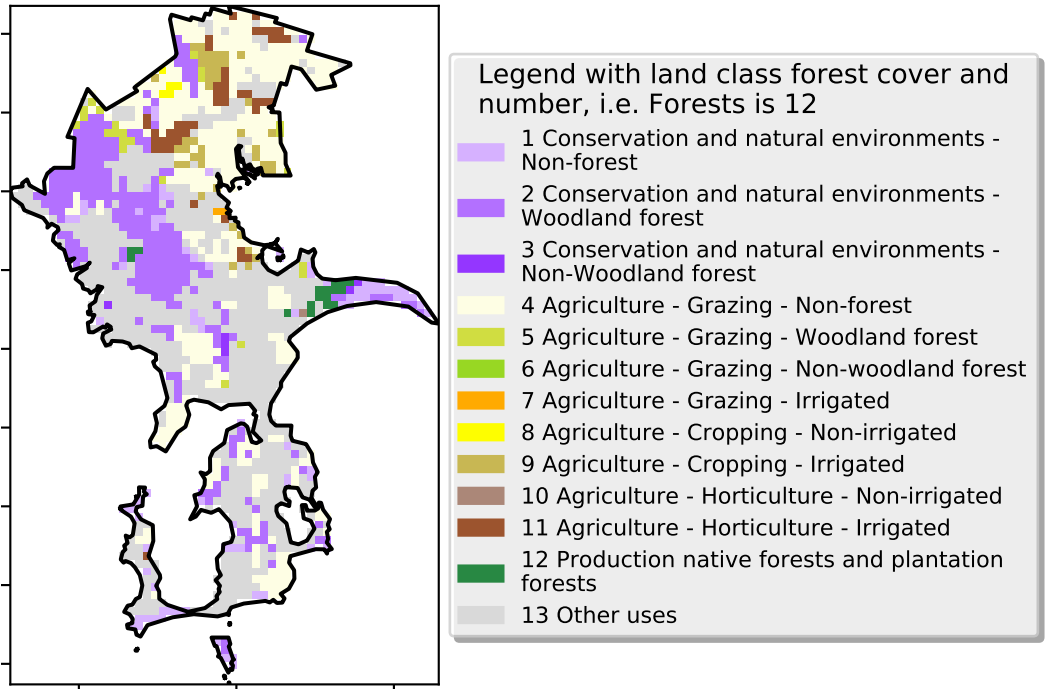 Legend with land class forest cover and
number, i.e. Forests is 12
1 Conservation and natural environments -
Non-forest
2 Conservation and natural environments -
Woodland forest
3 Conservation and natural environments -
Non-Woodland forest
4 Agriculture - Grazing - Non-forest
5 Agriculture - Grazing - Woodland forest
6 Agriculture - Grazing - Non-woodland forest
7 Agriculture - Grazing - Irrigated
8 Agriculture - Cropping - Non-irrigated
9 Agriculture - Cropping - Irrigated
10 Agriculture - Horticulture - Non-irrigated
11 Agriculture - Horticulture - Irrigated
12 Production native forests and plantation
forests
13 Other uses